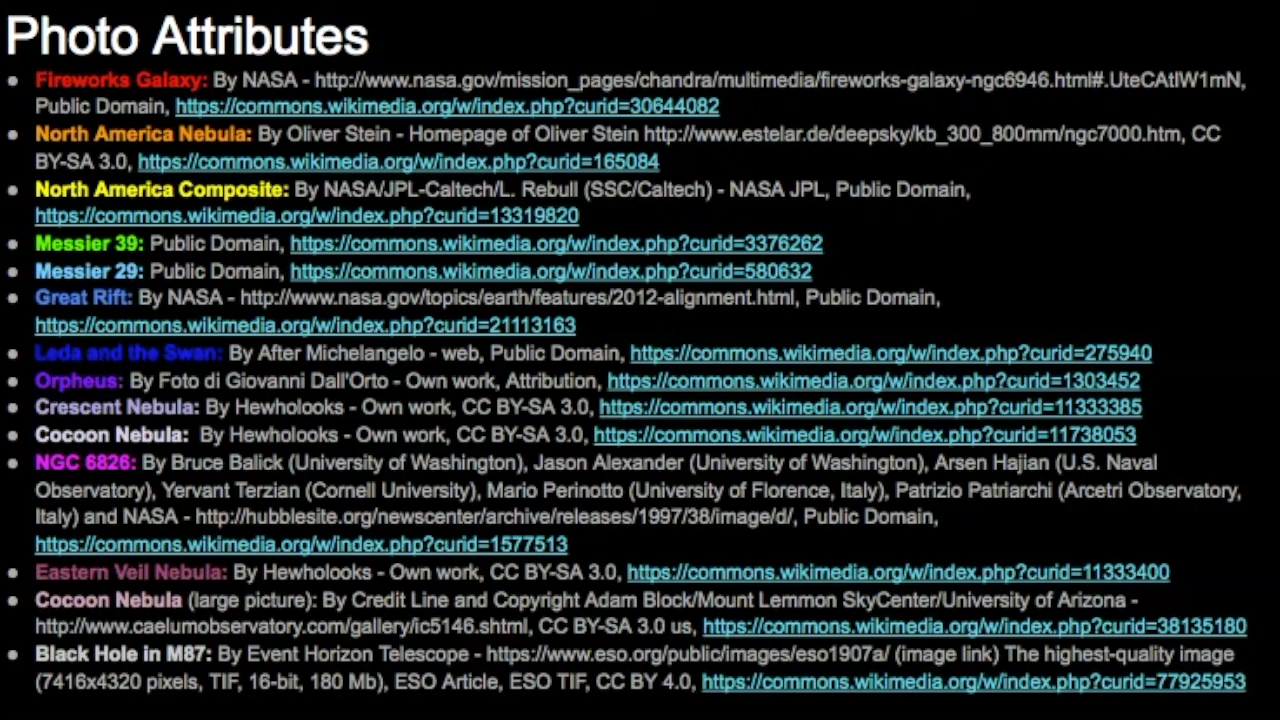 Photo Attributes
Fireworks Galaxy: By NASA - http://www.nasa.gov/mission_pages/chandra/multimedia/fireworks-galaxy-ngc6946.html#.UteCAtlW1mN,
Public Domain, https://commons.wikimedia.org/w/index.php?curid=30644082
North America Nebula: By Oliver Stein - Homepage of Oliver Stein http://www.estelar.de/deepsky/kb_300_800mm/ngc7000.htm, CC
BY-SA 3.0, https://commons.wikimedia.org/w/index.php?curid=165084
North America Composite: By NASA/JPL-Caltech/L. Rebull (SSC/Caltech) - NASA JPL, Public Domain,
https://commons.wikimedia.org/w/index.php?curid=13319820
Messier 39: Public Domain, https://commons.wikimedia.org/w/index.php?curid=3376262
Messier 29: Public Domain, https://commons.wikimedia.org/w/index.php?curid=580632
Great Rift: By NASA - http://www.nasa.gov/topics/earth/features/2012-alignment.html, Public Domain,
https://commons.wikimedia.org/w/index.php?curid=21113163
Leda and the Swan: By After Michelangelo - web, Public Domain, https://commons.wikimedia.org/w/index.php?curid=275940
Orpheus: By Foto di Giovanni Dall'Orto - Own work, Attribution, https://commons.wikimedia.org/w/index.php?curid=1303452
Crescent Nebula: By Hewholooks - Own work, CC BY-SA 3.0, https://commons.wikimedia.org/w/index.php?curid=11333385
Cocoon Nebula: By Hewholooks - Own work, CC BY-SA 3.0, https://commons.wikimedia.org/w/index.php?curid=11738053
NGC 6826: By Bruce Balick (University of Washington), Jason Alexander (University of Washington), Arsen Hajian (U.S. Naval
Observatory), Yervant Terzian (Cornell University), Mario Perinotto (University of Florence, Italy), Patrizio Patriarchi (Arcetri Observatory,
Italy) and NASA - http://hubblesite.org/newscenter/archive/releases/1997/38/image/d/, Public Domain,
https://commons.wikimedia.org/w/index.php?curid=1577513
Eastern Veil Nebula: By Hewholooks - Own work, CC BY-SA 3.0, https://commons.wikimedia.org/w/index.php?curid=11333400
Cocoon Nebula (large picture): By Credit Line and Copyright Adam Block/Mount Lemmon SkyCenter/University of Arizona -
http://www.caelumobservatory.com/gallery/ic5146.shtml, CC BY-SA 3.0 us, https://commons.wikimedia.org/w/index.php?curid=38135180
Black Hole in M87: By Event Horizon Telescope - https://www.eso.org/public/images/eso1907a/ (image link) The highest-quality image
(7416x4320 pixels, TIF, 16-bit, 180 Mb), ESO Article, ESO TIF, CC BY 4.0, https://commons.wikimedia.org/w/index.php?curid=77925953